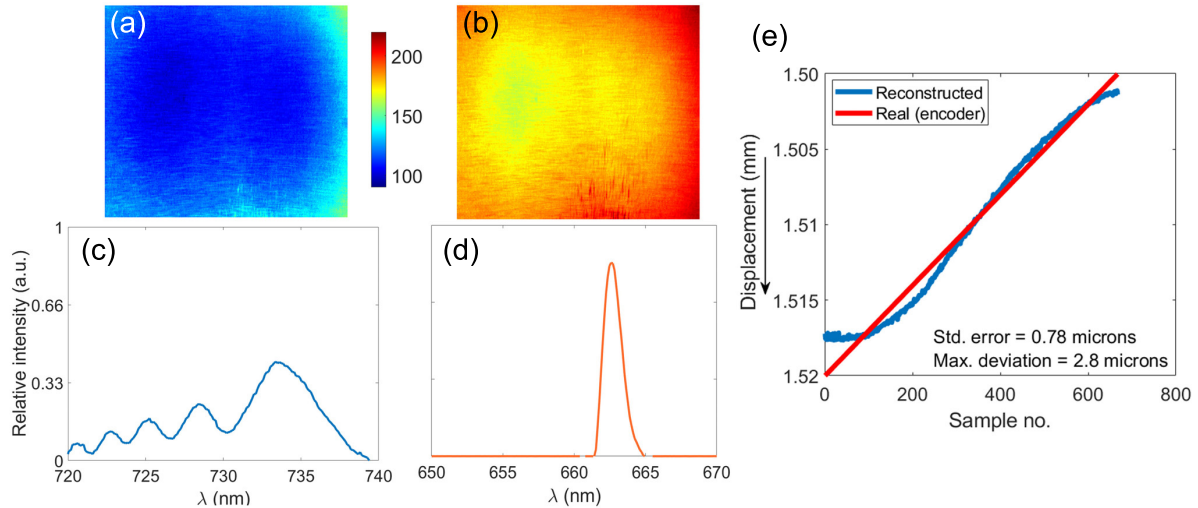 (a)
(b)
200
150
100
(e)
1.50
1.505
1.51
1.515
1.52
Displacement (mm)
Reconstructed
Real (encoder)
Std. error = 0.78 microns
Max. deviation = 2.8 microns
0
200
400
600
800
Sample no.
(c)
1
0.66
0.33
0
Relative intensity (a.u.)
720
725
730
735
740
λ (nm)
(d)
650
655
660
665
670
λ (nm)